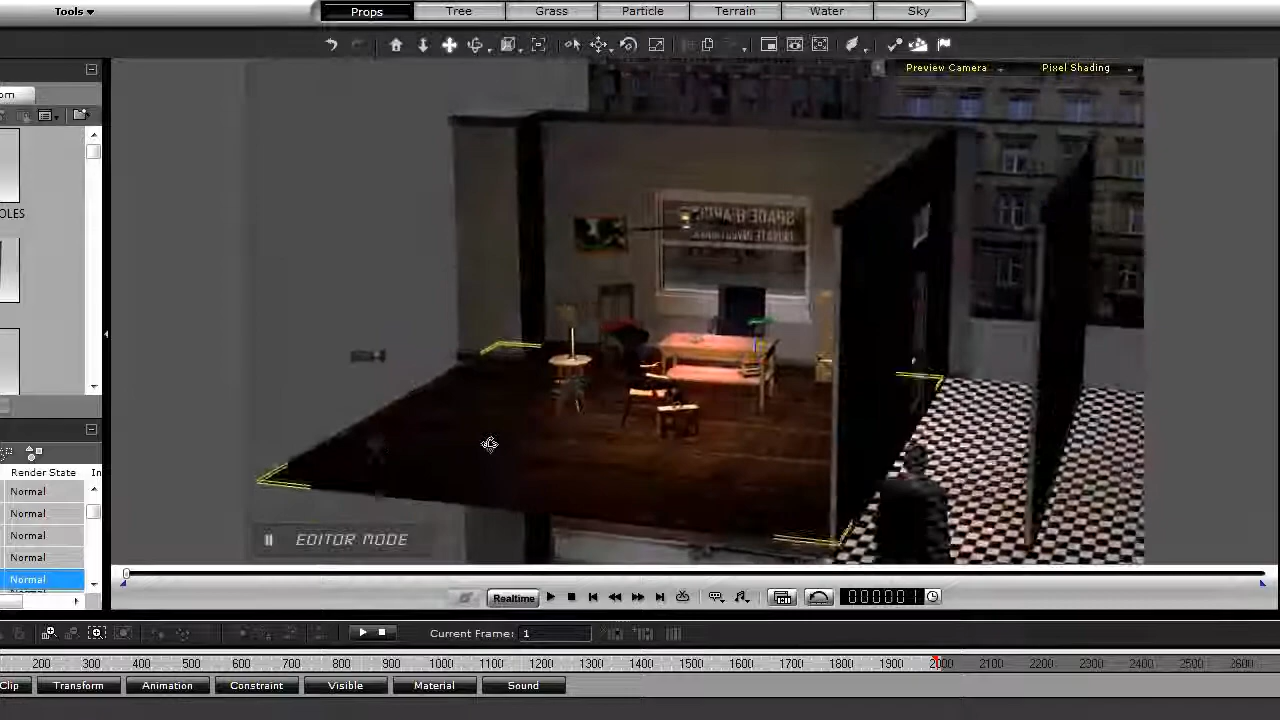 Tools
Props Tree Grass Particle Terrain Water Sky
om
Preview Camera
Pixel Shading
OLES
Render State In
Normal
Normal
Normal
Normal
Normal
EDITOR MODE
Realtime
000001
Current Frame: 1
200 300 400 500 600 700 800 900 1000 1100 1200 1300 1400 1500 1600 1700 1800 1900 2000 2100 2200 2300 2400 2500 2600
Clip Transform Animation Constraint Visible Material Sound